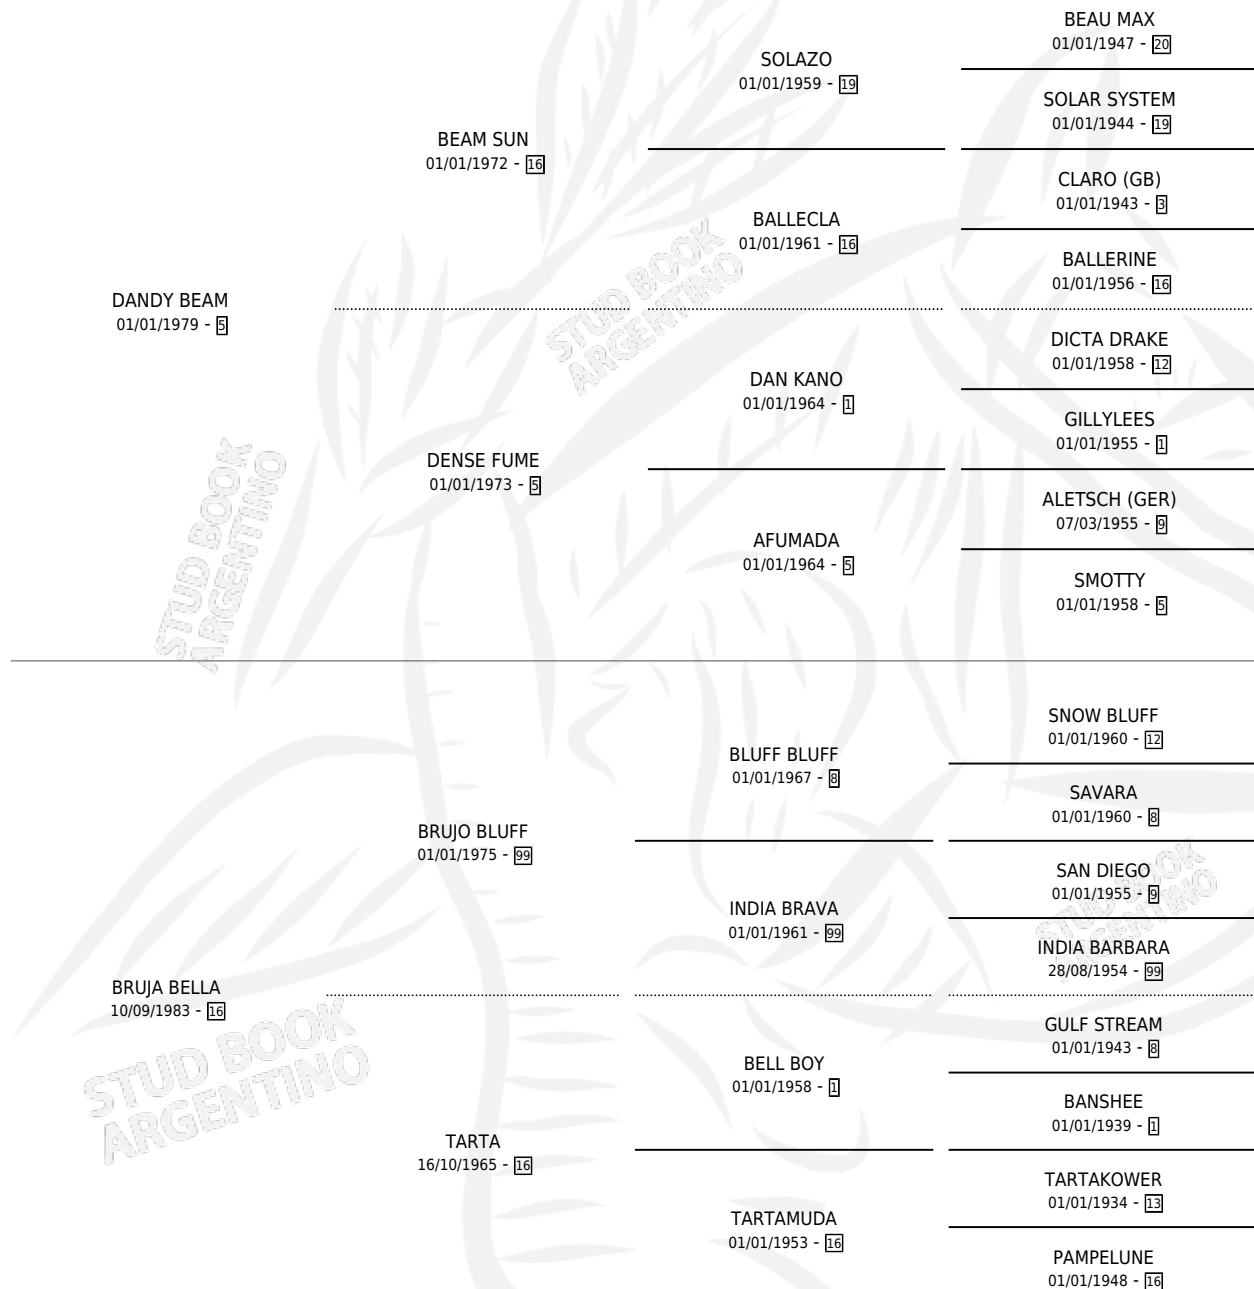 BEAU MAX
01/01/1947 - 20
SOLAZO
01/01/1959 - 19
SOLAR SYSTEM
01/01/1944 - 19
BEAM SUN
01/01/1972 - 16
CLARO (GB)
01/01/1943 - 3
BALLECLA
01/01/1961 - 16
BALLERINE
01/01/1956 - 16
DANDY BEAM
01/01/1979 - 5
DICTA DRAKE
01/01/1958 - 12
DAN KANO
01/01/1964 - 1
GILLYLEES
01/01/1955 - 1
DENSE FUME
01/01/1973 - 5
ALETSCH (GER)
07/03/1955 - 9
AFUMADA
01/01/1964 - 5
SMOTTY
01/01/1958 - 5
SNOW BLUFF
01/01/1960 - 12
BLUFF BLUFF
01/01/1967 - 8
SAVARA
01/01/1960 - 8
BRUJO BLUFF
01/01/1975 - 99
SAN DIEGO
01/01/1955 - 9
INDIA BRAVA
01/01/1961 - 99
INDIA BARBARA
28/08/1954 - 99
BRUJA BELLA
10/09/1983 - 16
GULF STREAM
01/01/1943 - 8
BELL BOY
01/01/1958 - 1
BANSHEE
01/01/1939 - 1
TARTA
16/10/1965 - 16
TARTAKOWER
01/01/1934 - 13
TARTAMUDA
01/01/1953 - 16
PAMPELUNE
01/01/1948 - 16
STUD BOOK
ARGENTINO
STUD BOOK
ARGENTINO
STUD BOOK
ARGENTINO
STUD BOOK
ARGENTINO